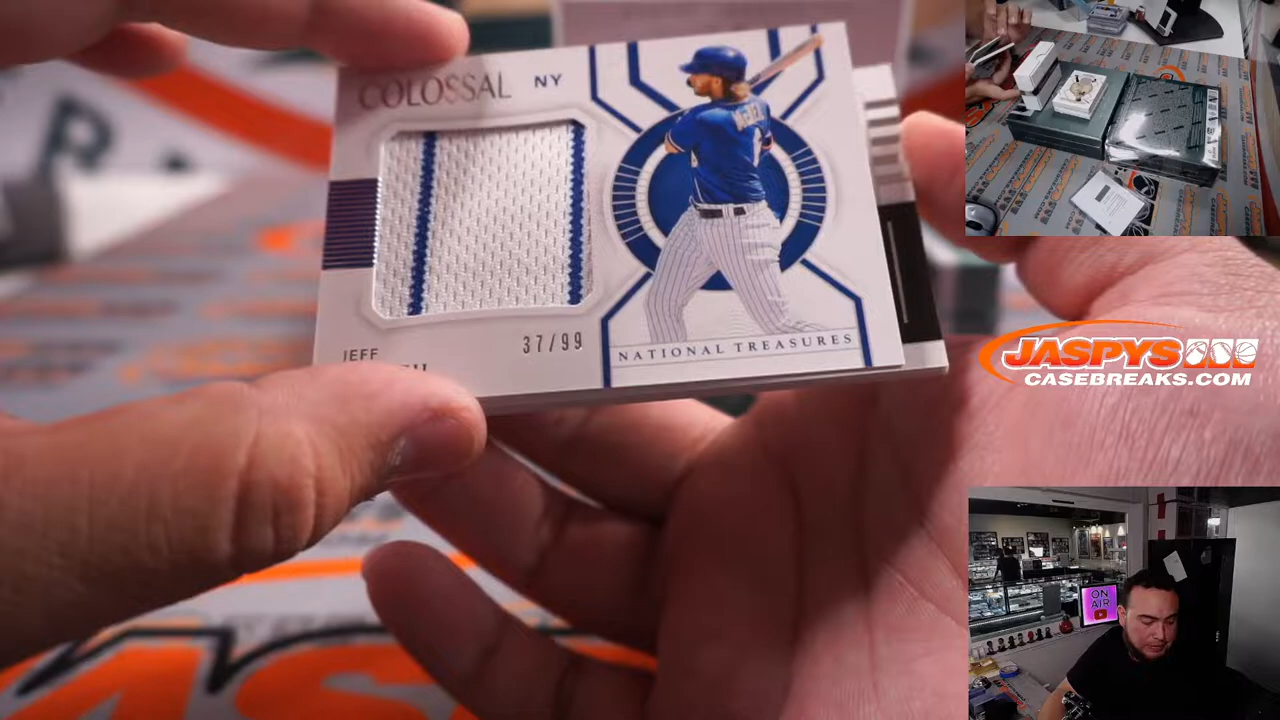 COLOSSAL NY
37/99
JEFF
NATIONAL TREASURES
JASPYS
CASEBREAKS.COM
ON
AIR